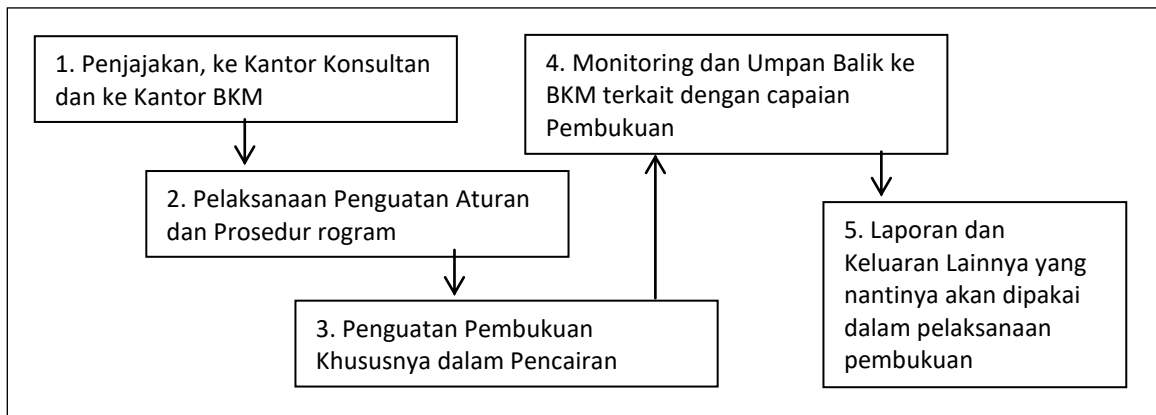 1. Penjajakan, ke Kantor Konsultan
dan ke Kantor BKM
2. Pelaksanaan Penguatan Aturan
dan Prosedur rogram
3. Penguatan Pembukuan
Khususnya dalam Pencairan
4. Monitoring dan Umpan Balik ke
BKM terkait dengan capaian
Pembukuan
5. Laporan dan
Keluaran Lainnya yang
nantinya akan dipakai
dalam pelaksanaan
pembukuan